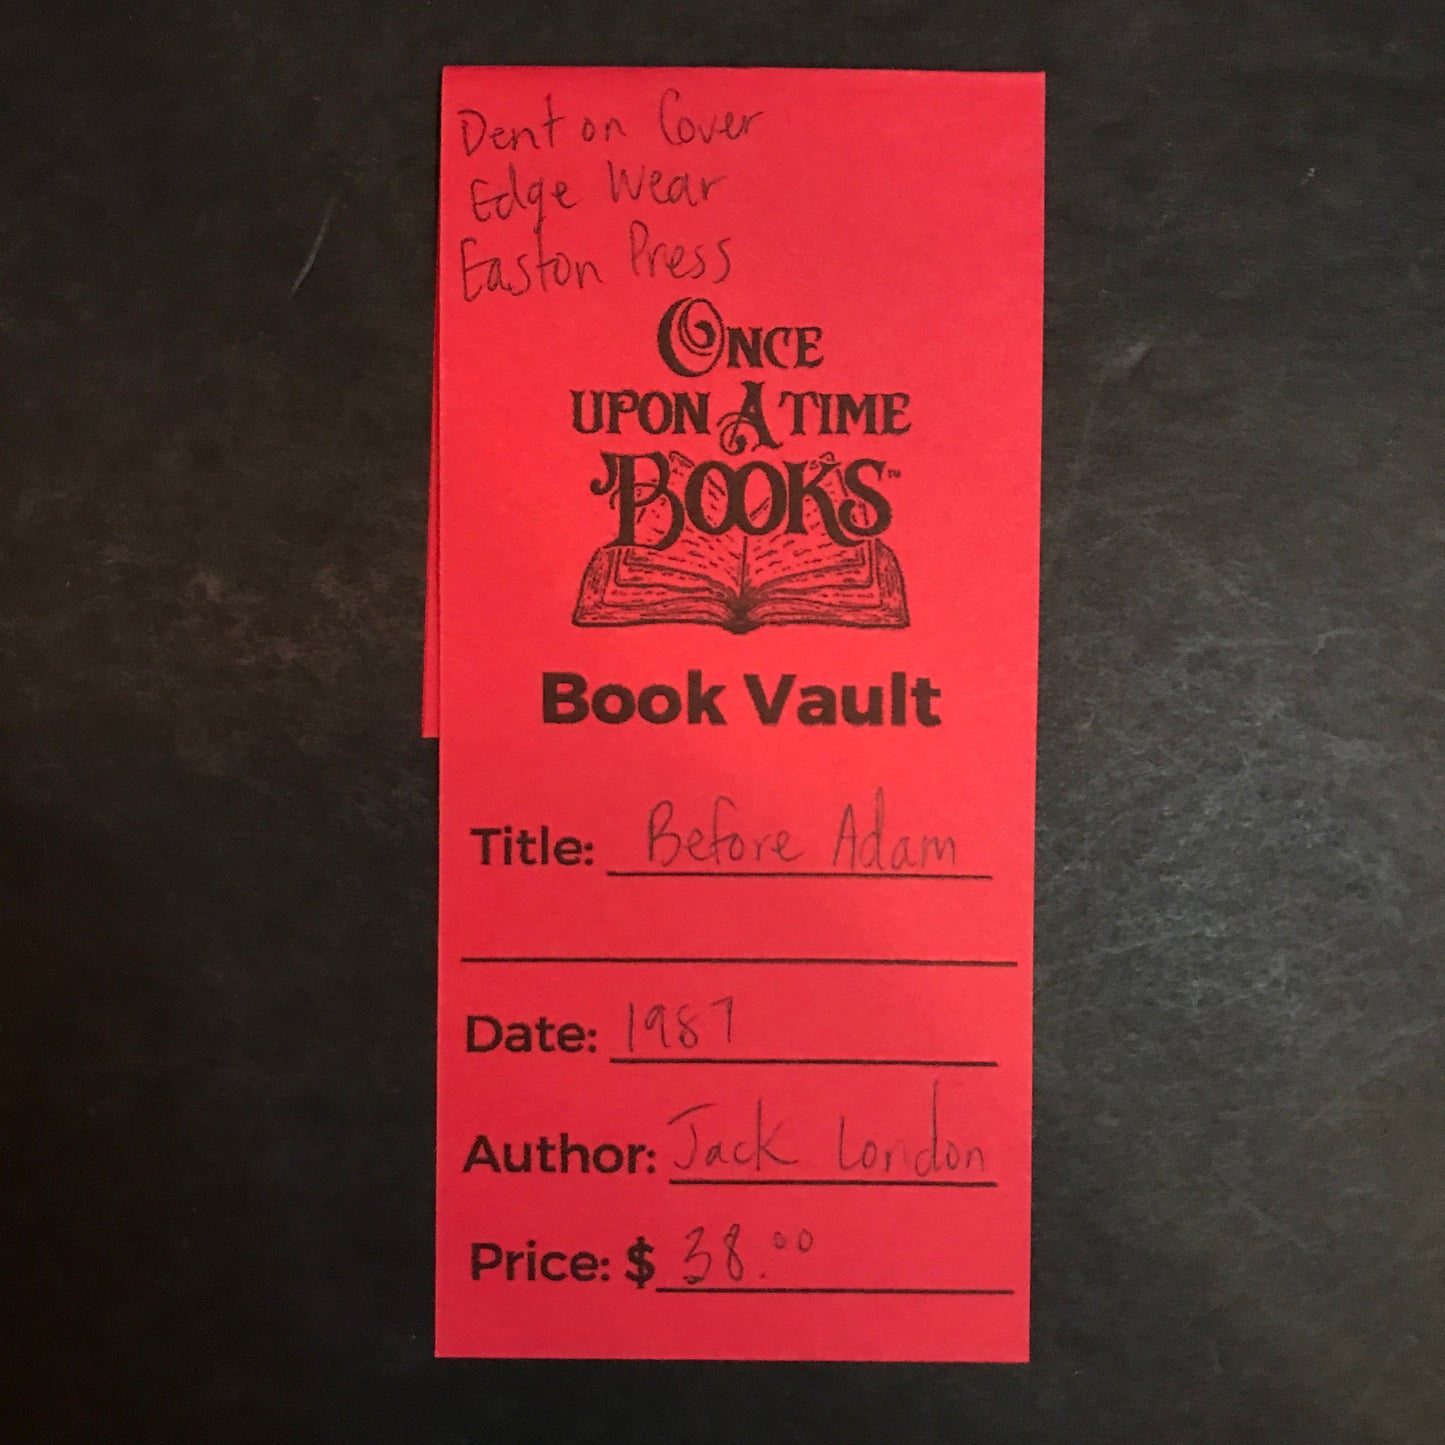 Dent on Cover
Edge Wear
Easton Press
ONCE
UPON A TIME
BOOKS™
Book Vault
Title: Before Adam
Date: 1987
Author: Jack London
Price: $ 38.00